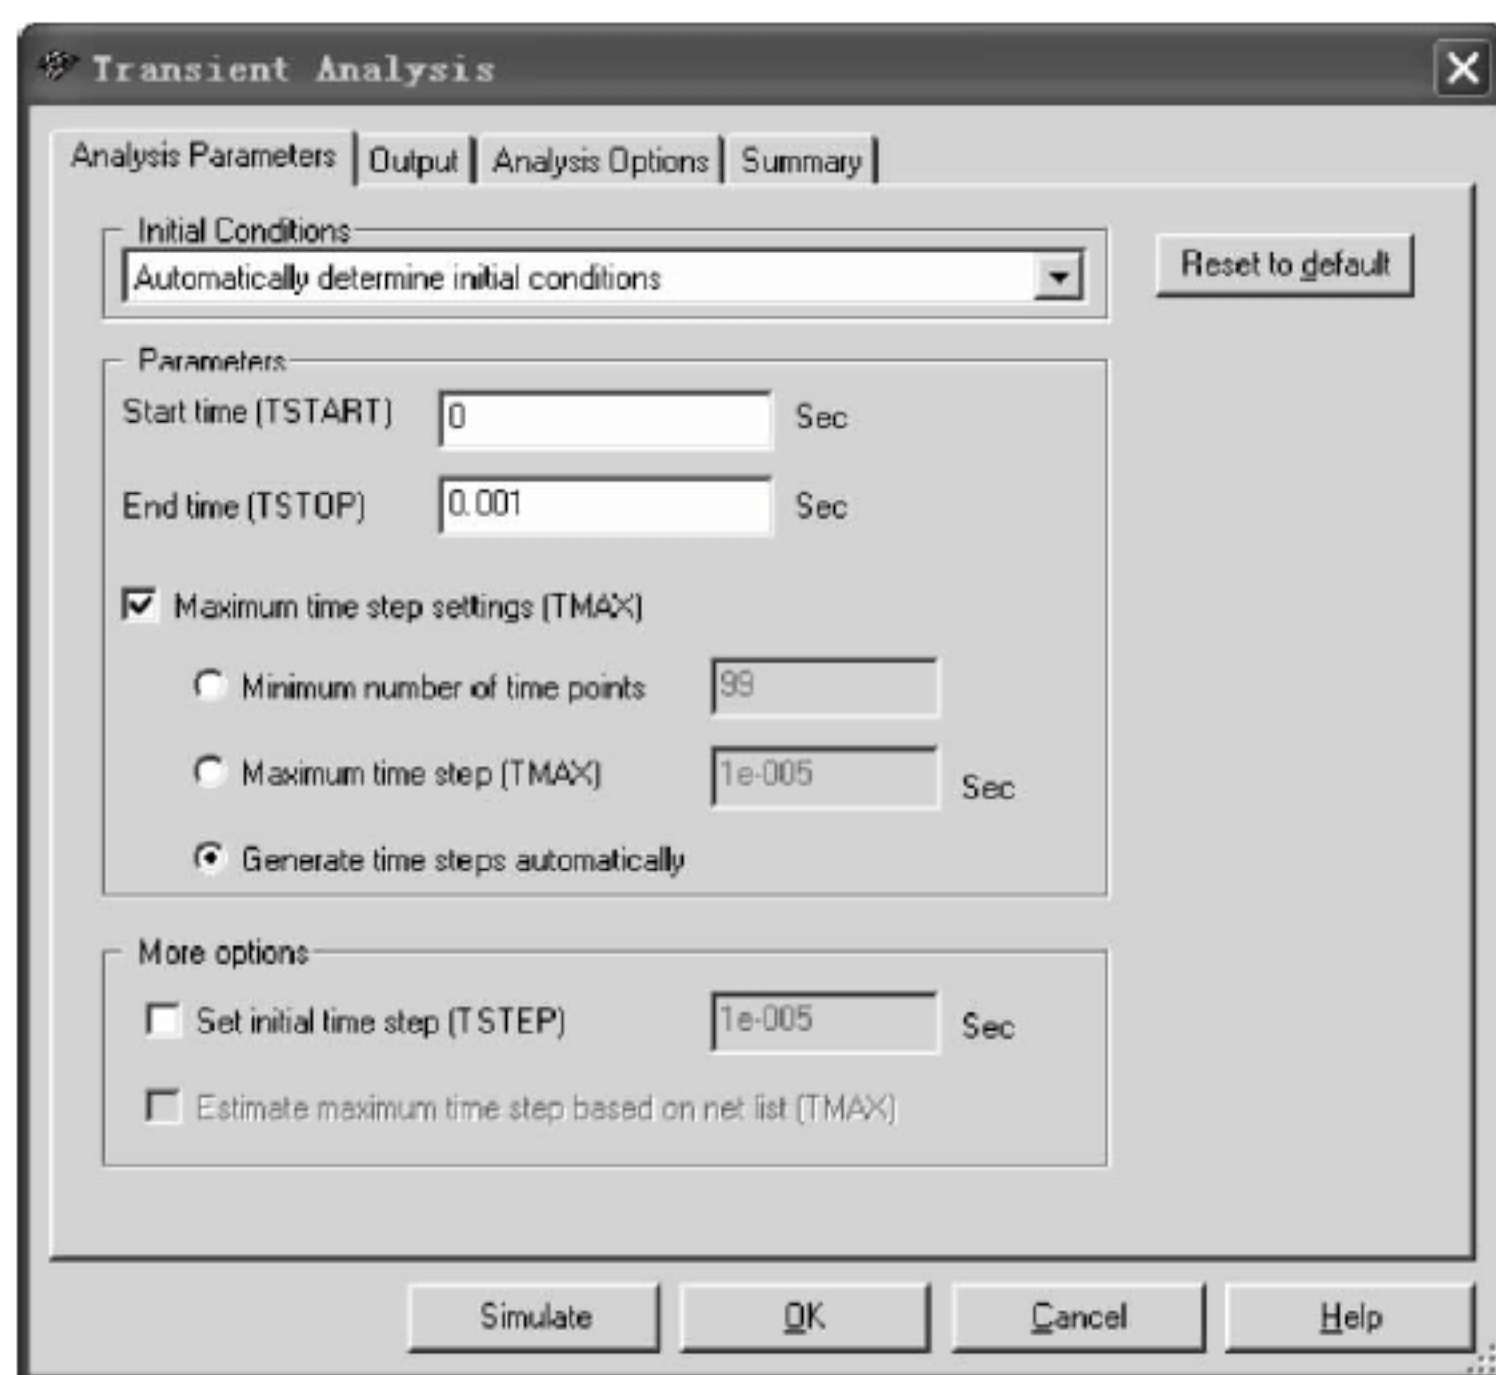 Transient Analysis
Analysis Parameters Output Analysis Options Summary
Initial Conditions
Automatically determine initial conditions
Reset to default
Parameters
Start time (TSTART) 0 Sec
End time (TSTOP) 0.001 Sec
Maximum time step settings (TMAX)
Minimum number of time points 99
Maximum time step (TMAX) 1e-005 Sec
Generate time steps automatically
More options
Set initial time step (TSTEP) 1e-005 Sec
Estimate maximum time step based on net list (TMAX)
Simulate OK Cancel Help